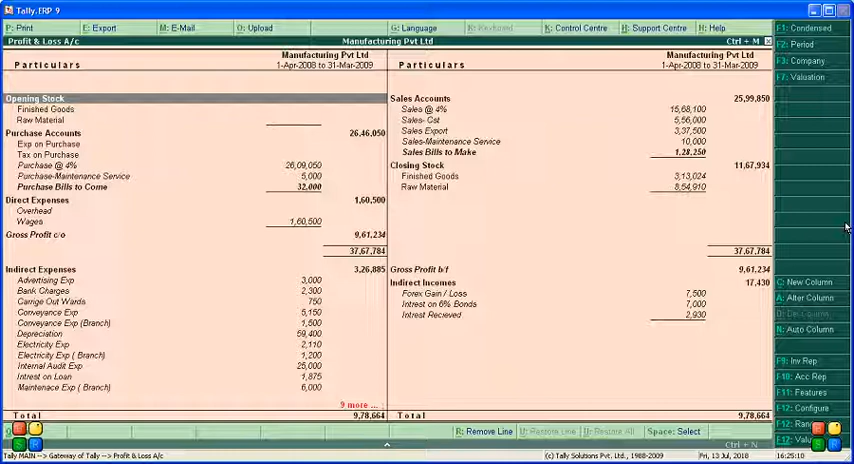 Tally.ERP 9
P: Print E: Export M: E-Mail O: Upload G: Language K: Keyboard K: Control Centre H: Support Centre H: Help
Profit & Loss A/c Manufacturing Pvt Ltd Ctrl + M
Particulars Manufacturing Pvt Ltd 1-Apr-2008 to 31-Mar-2009
Opening Stock
Finished Goods
Raw Material
Purchase Accounts 26,46,050
Exp on Purchase
Tax on Purchase
Purchase @ 4% 26,09,050
Purchase-Maintenance Service 5,000
Purchase Bills to Come 32,000
Direct Expenses 1,60,500
Overhead
Wages 1,60,500
Gross Profit c/o 9,61,234
37,67,784
Indirect Expenses 3,26,885
Advertising Exp 3,000
Bank Charges 2,300
Carrige Out Wards 750
Conveyance Exp 5,150
Conveyance Exp (Branch) 1,500
Depreciation 59,400
Electricity Exp 2,110
Electricity Exp ( Branch) 1,200
Internal Audit Exp 25,000
Intrest on Loan 1,875
Maintenace Exp ( Branch) 6,000
9 more ...
Total 9,78,664
Particulars Manufacturing Pvt Ltd 1-Apr-2008 to 31-Mar-2009
Sales Accounts 25,99,850
Sales @ 4% 15,68,100
Sales- Cst 5,56,000
Sales Export 3,37,500
Sales-Maintenance Service 10,000
Sales Bills to Make 1,28,250
Closing Stock 11,67,934
Finished Goods 3,13,024
Raw Material 8,54,910
37,67,784
Gross Profit b/f 9,61,234
Indirect Incomes 17,430
Forex Gain / Loss 7,500
Intrest on 6% Bonds 7,000
Intrest Recieved 2,930
Total 9,78,664
F1: Condensed
F2: Period
F3: Company
F7: Valuation
C: New Column
A: Alter Column
D: Del Column
N: Auto Column
F9: Inv Rep
F10: Acc Rep
F11: Features
F12: Configure
F12: Ran
F12: Valu
R: Remove Line U: Restore Line U: Restore All Space: Select
Ctrl + N
Tally MAIN --> Gateway of Tally --> Profit & Loss A/c (c) Tally Solutions Pvt. Ltd., 1988-2009 Fri, 13 Jul, 2018 16:25:10